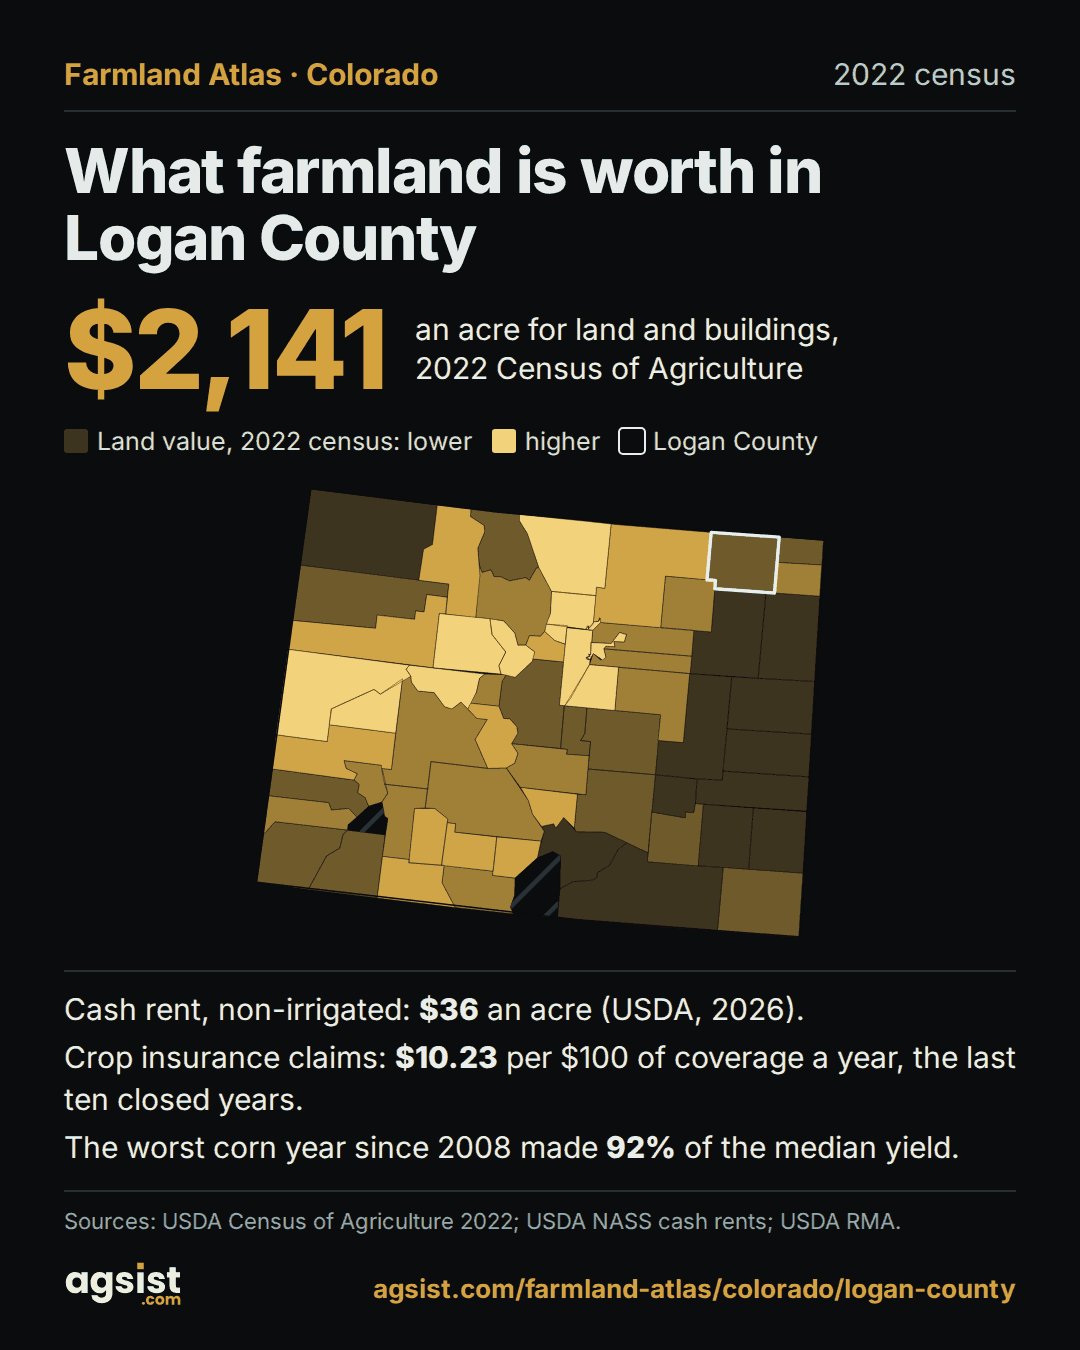 Farmland Atlas · Colorado
2022 census
What farmland is worth in
Logan County
$2,141
an acre for land and buildings,
2022 Census of Agriculture
Land value, 2022 census: lower
higher
Logan County
Cash rent, non-irrigated: $36 an acre (USDA, 2026).
Crop insurance claims: $10.23 per $100 of coverage a year, the last
ten closed years.
The worst corn year since 2008 made 92% of the median yield.
Sources: USDA Census of Agriculture 2022; USDA NASS cash rents; USDA RMA.
agsist
.com
agsist.com/farmland-atlas/colorado/logan-county